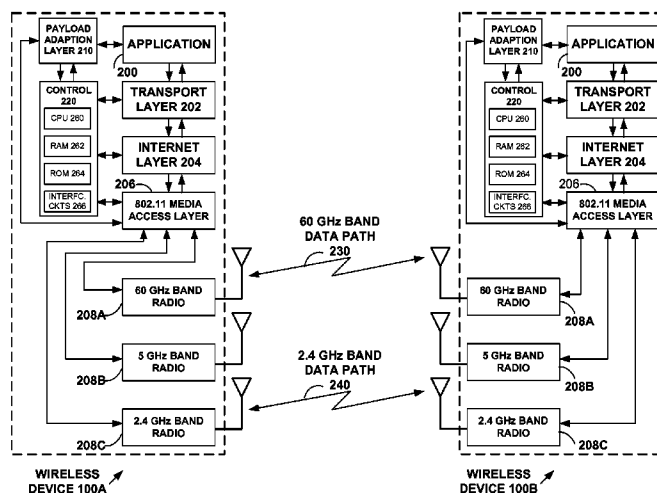 PAYLOAD
ADAPTION
LAYER 210
APPLICATION
200
CONTROL
220
CPU 260
RAM 262
ROM 264
INTERFC.
CKTS 266
TRANSPORT
LAYER 202
INTERNET
LAYER 204
206
802.11 MEDIA
ACCESS LAYER
60 GHz BAND
RADIO
208A
5 GHz BAND
RADIO
208B
2.4 GHz BAND
RADIO
208C
WIRELESS
DEVICE 100A
60 GHz BAND
DATA PATH
230
2.4 GHz BAND
DATA PATH
240
PAYLOAD
ADAPTION
LAYER 210
APPLICATION
200
CONTROL
220
CPU 260
RAM 262
ROM 264
INTERFC.
CKTS 266
TRANSPORT
LAYER 202
INTERNET
LAYER 204
206
802.11 MEDIA
ACCESS LAYER
60 GHz BAND
RADIO
208A
5 GHz BAND
RADIO
208B
2.4 GHz BAND
RADIO
208C
WIRELESS
DEVICE 100B